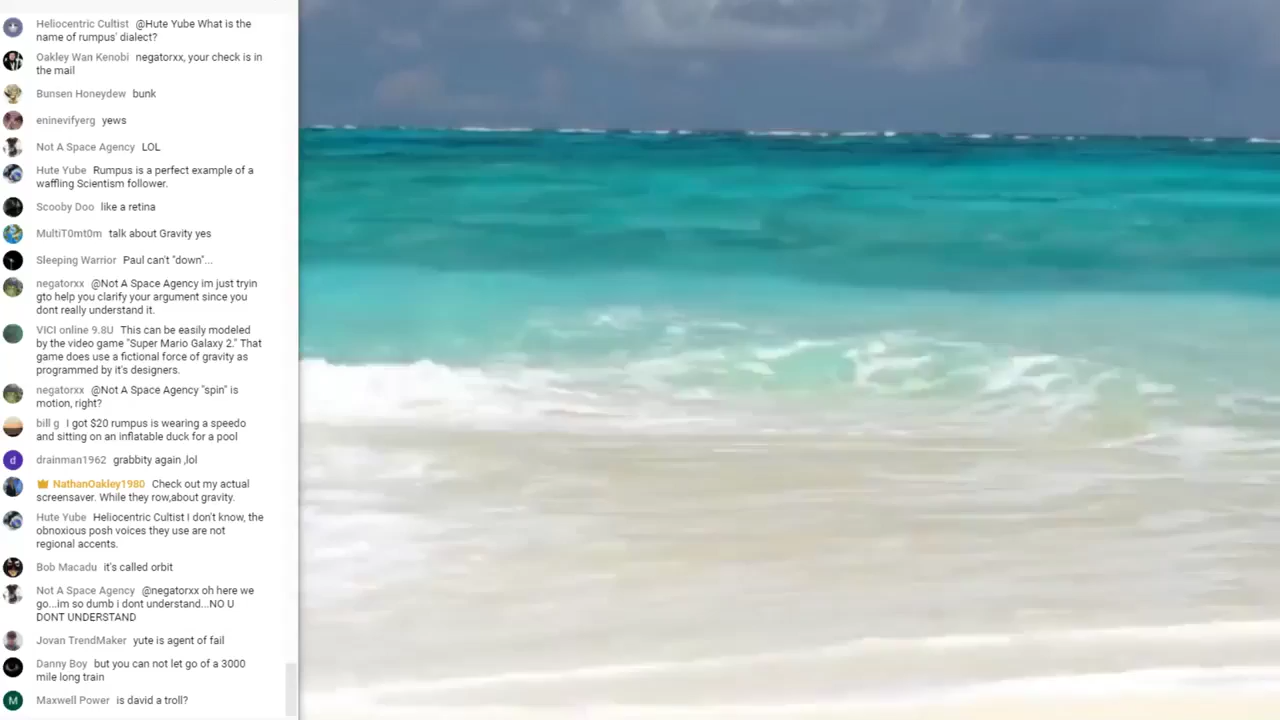 Heliocentric Cultist @Hute Yube What is the
name of rumpus' dialect?
Oakley Wan Kenobi negatorxx, your check is in
the mail
Bunsen Honeydew bunk
eninevifyerg yews
Not A Space Agency LOL
Hute Yube Rumpus is a perfect example of a
waffling Scientism follower.
Scooby Doo like a retina
MultiT0mt0m talk about Gravity yes
Sleeping Warrior Paul can't "down"...
negatorxx @Not A Space Agency im just tryin
gto help you clarify your argument since you
dont really understand it.
VICI online 9.8U This can be easily modeled
by the video game "Super Mario Galaxy 2." That
game does use a fictional force of gravity as
programmed by it's designers.
negatorxx @Not A Space Agency "spin" is
motion, right?
bill g I got $20 rumpus is wearing a speedo
and sitting on an inflatable duck for a pool
d drainman1962 grabbity again ,lol
NathanOakley1980 Check out my actual
screensaver. While they row,about gravity.
Hute Yube Heliocentric Cultist I don't know, the
obnoxious posh voices they use are not
regional accents.
Bob Macadu it's called orbit
Not A Space Agency @negatorxx oh here we
go...im so dumb i dont understand...NO U
DONT UNDERSTAND
Jovan TrendMaker yute is agent of fail
Danny Boy but you can not let go of a 3000
mile long train
M Maxwell Power is david a troll?